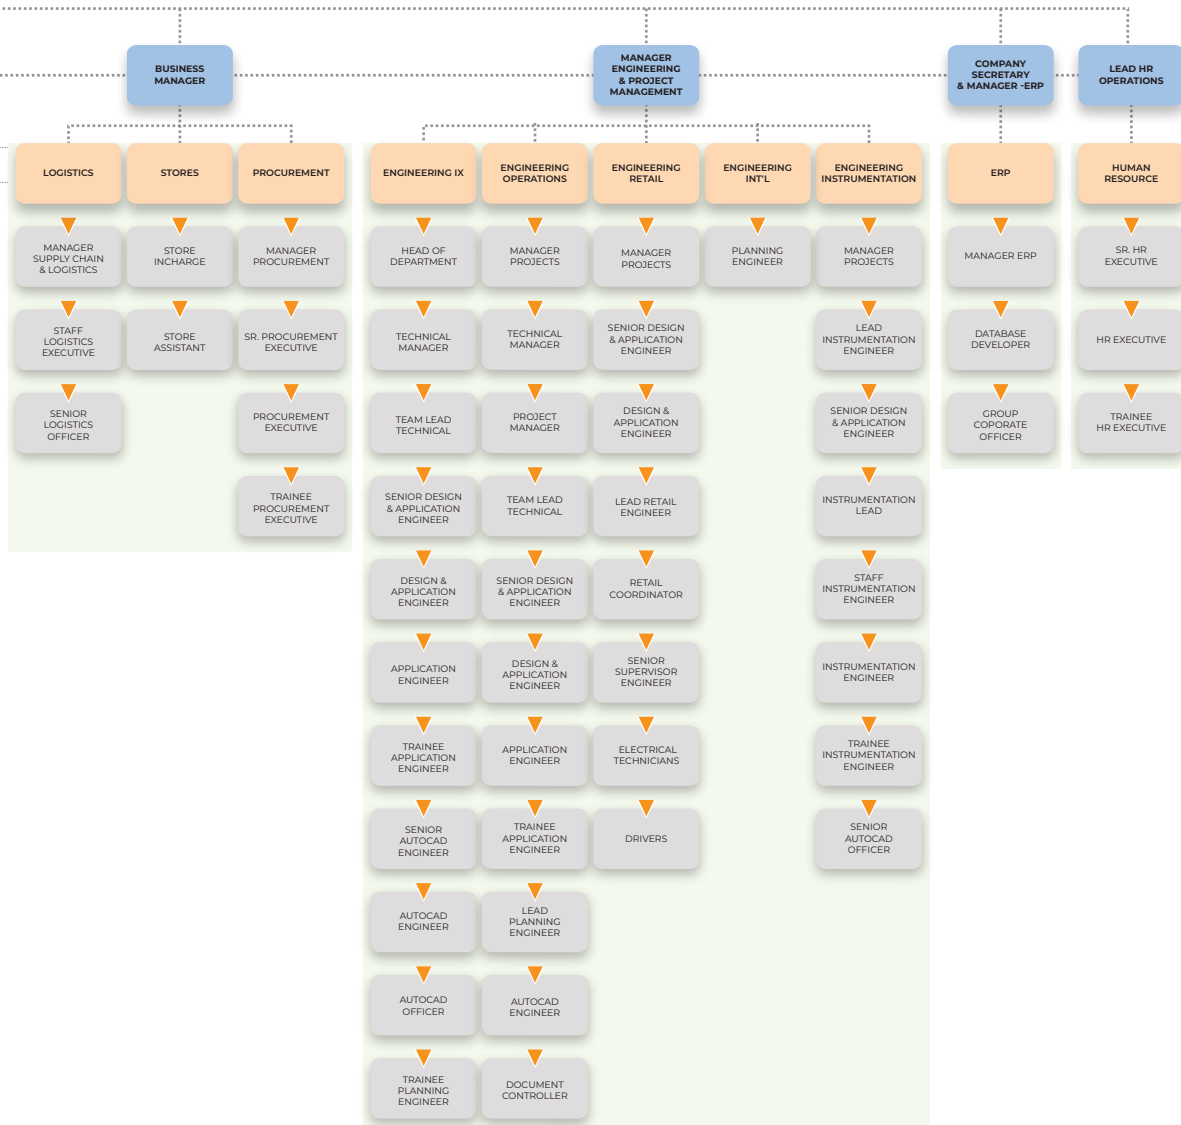 BUSINESS
MANAGER
MANAGER
ENGINEERING
& PROJECT
MANAGEMENT
COMPANY
SECRETARY
& MANAGER -ERP
LEAD HR
OPERATIONS
LOGISTICS
STORES
PROCUREMENT
ENGINEERING IX
ENGINEERING
OPERATIONS
ENGINEERING
RETAIL
ENGINEERING
INT'L
ENGINEERING
INSTRUMENTATION
ERP
HUMAN
RESOURCE
MANAGER
SUPPLY CHAIN
& LOGISTICS
STORE
INCHARGE
MANAGER
PROCUREMENT
HEAD OF
DEPARTMENT
MANAGER
PROJECTS
MANAGER
PROJECTS
PLANNING
ENGINEER
MANAGER
PROJECTS
MANAGER ERP
SR. HR
EXECUTIVE
STAFF
LOGISTICS
EXECUTIVE
STORE
ASSISTANT
SR. PROCUREMENT
EXECUTIVE
TECHNICAL
MANAGER
TECHNICAL
MANAGER
SENIOR DESIGN
& APPLICATION
ENGINEER
LEAD
INSTRUMENTATION
ENGINEER
DATABASE
DEVELOPER
HR EXECUTIVE
SENIOR
LOGISTICS
OFFICER
PROCUREMENT
EXECUTIVE
TEAM LEAD
TECHNICAL
PROJECT
MANAGER
DESIGN &
APPLICATION
ENGINEER
SENIOR DESIGN
& APPLICATION
ENGINEER
GROUP
COPORATE
OFFICER
TRAINEE
HR EXECUTIVE
TRAINEE
PROCUREMENT
EXECUTIVE
SENIOR DESIGN
& APPLICATION
ENGINEER
TEAM LEAD
TECHNICAL
LEAD RETAIL
ENGINEER
INSTRUMENTATION
LEAD
DESIGN &
APPLICATION
ENGINEER
SENIOR DESIGN
& APPLICATION
ENGINEER
RETAIL
COORDINATOR
STAFF
INSTRUMENTATION
ENGINEER
APPLICATION
ENGINEER
DESIGN &
APPLICATION
ENGINEER
SENIOR
SUPERVISOR
ENGINEER
INSTRUMENTATION
ENGINEER
TRAINEE
APPLICATION
ENGINEER
APPLICATION
ENGINEER
ELECTRICAL
TECHNICIANS
TRAINEE
INSTRUMENTATION
ENGINEER
SENIOR
AUTOCAD
ENGINEER
TRAINEE
APPLICATION
ENGINEER
DRIVERS
SENIOR
AUTOCAD
OFFICER
AUTOCAD
ENGINEER
LEAD
PLANNING
ENGINEER
AUTOCAD
OFFICER
AUTOCAD
ENGINEER
TRAINEE
PLANNING
ENGINEER
DOCUMENT
CONTROLLER